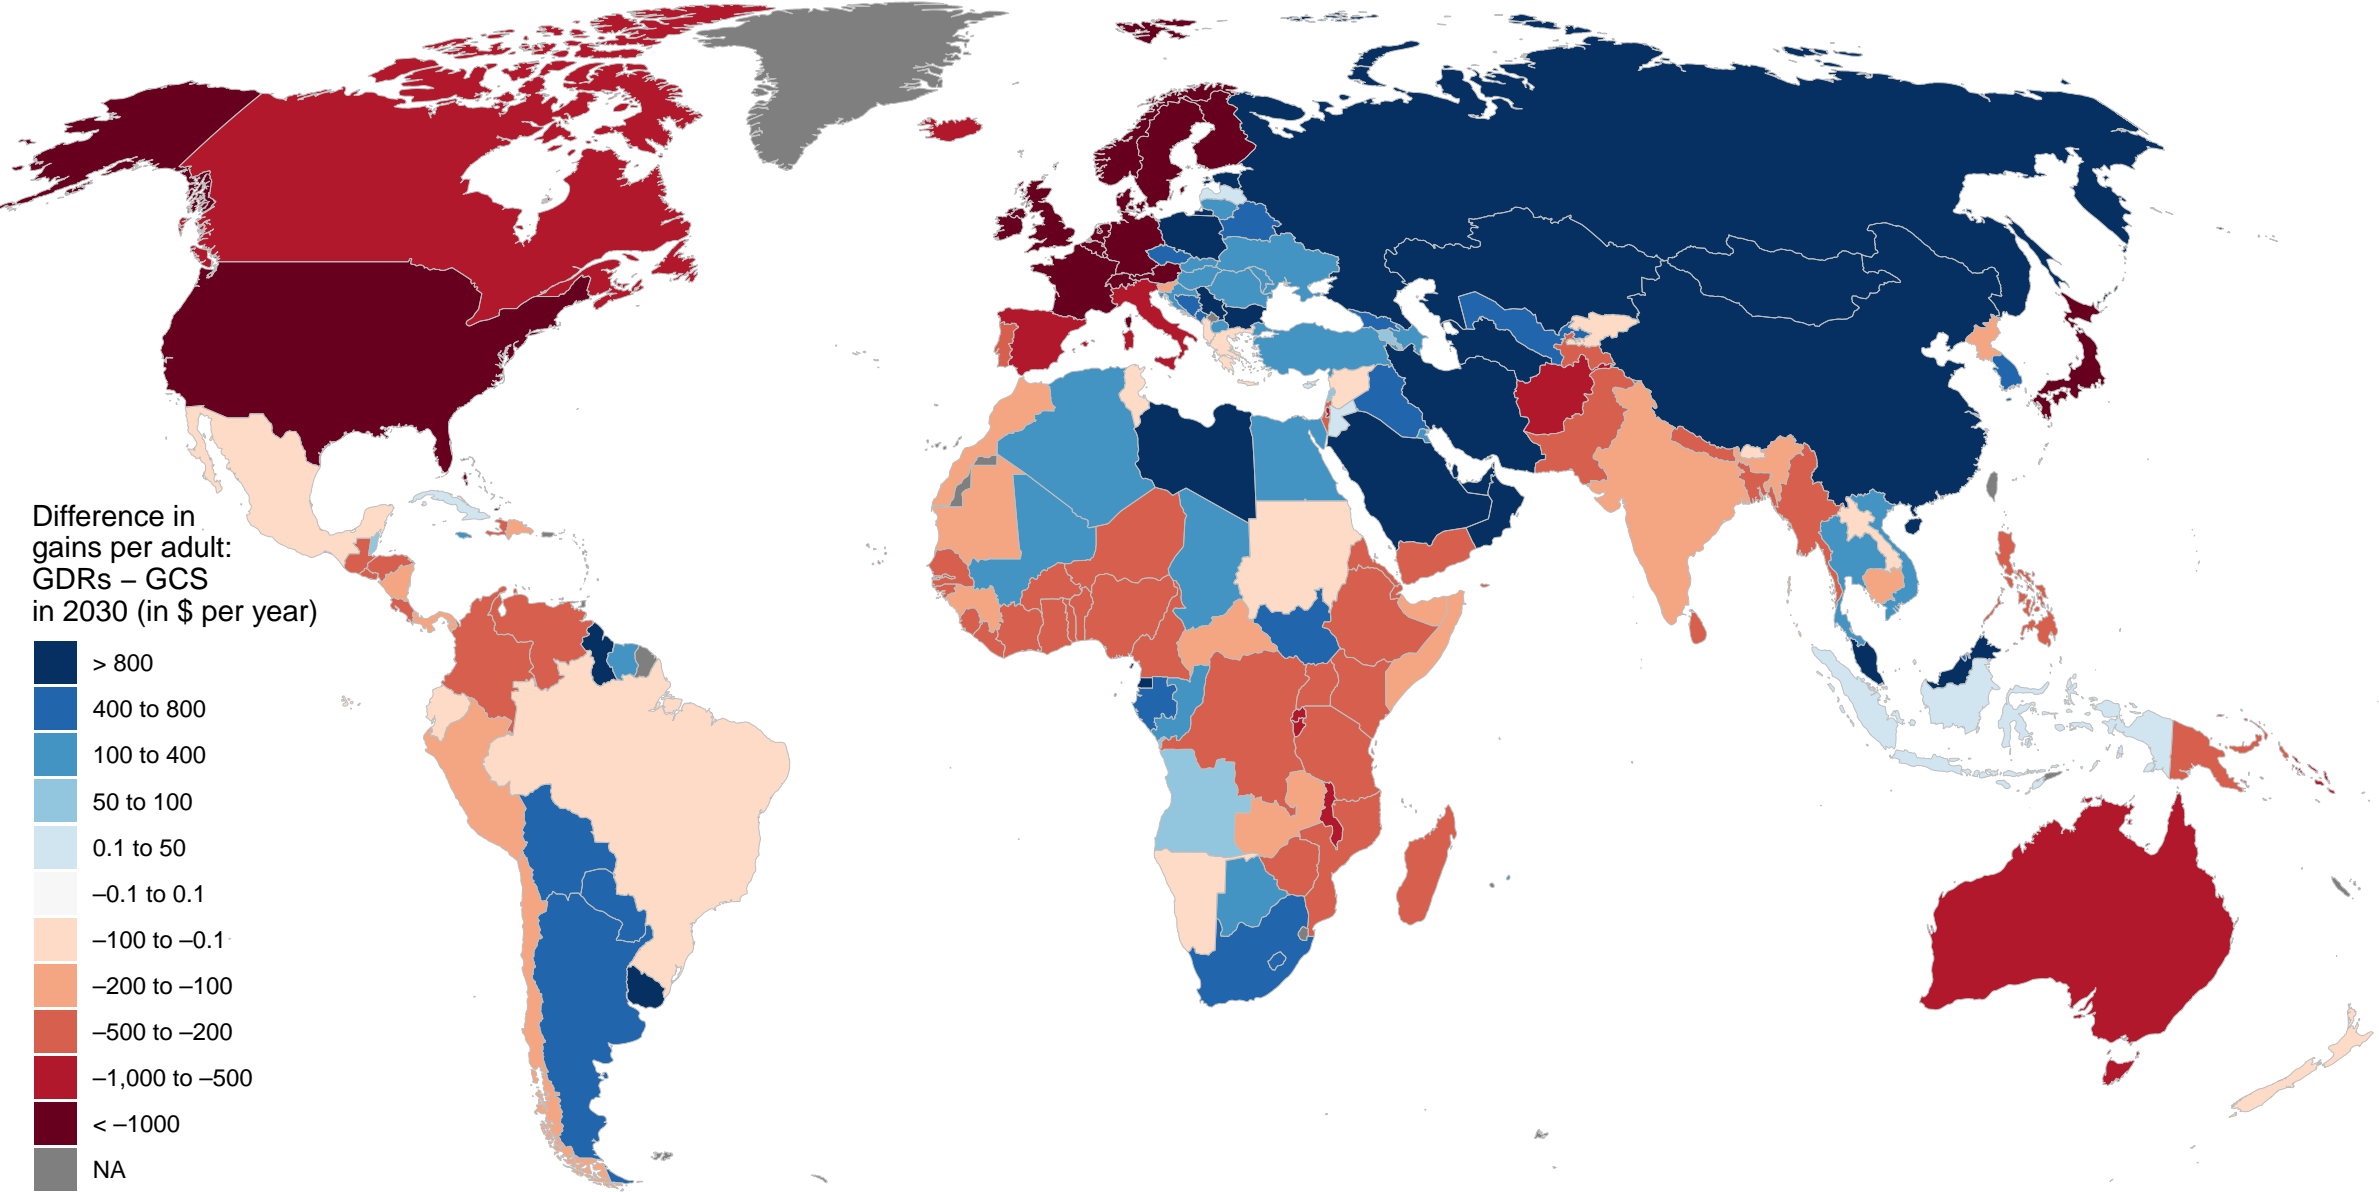 Difference in
gains per adult:
GDRs – GCS
in 2030 (in $ per year)
> 800
400 to 800
100 to 400
50 to 100
0.1 to 50
–0.1 to 0.1
–100 to –0.1
–200 to –100
–500 to –200
–1,000 to –500
< –1000
NA